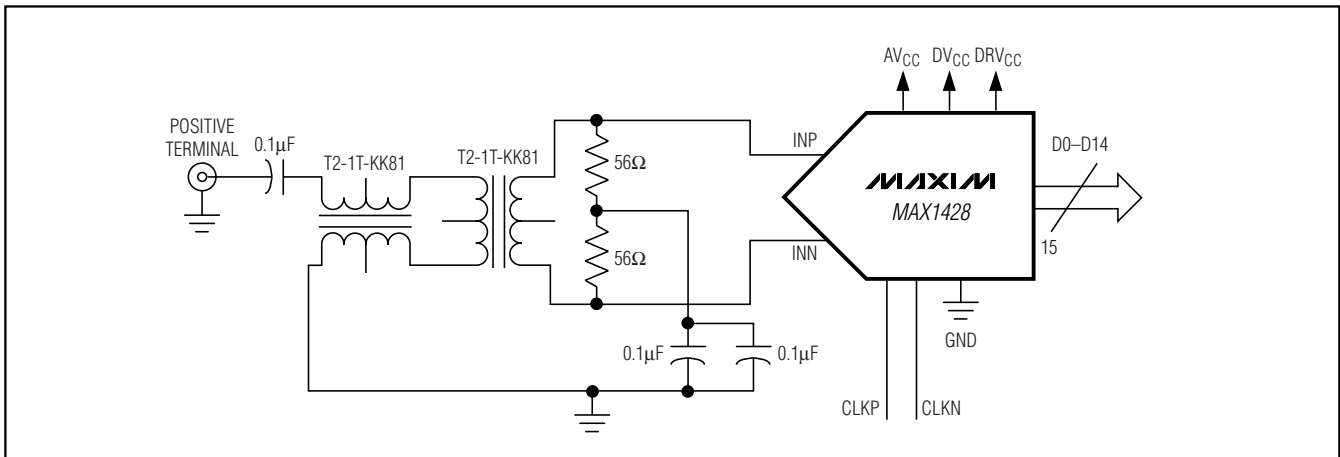 POSITIVE
TERMINAL
0.1μF
T2-1T-KK81
T2-1T-KK81
56Ω
56Ω
0.1μF
0.1μF
INP
INN
AVCC
DVCC
DRVCC
MAXIM
MAX1428
D0–D14
15
GND
CLKP
CLKN